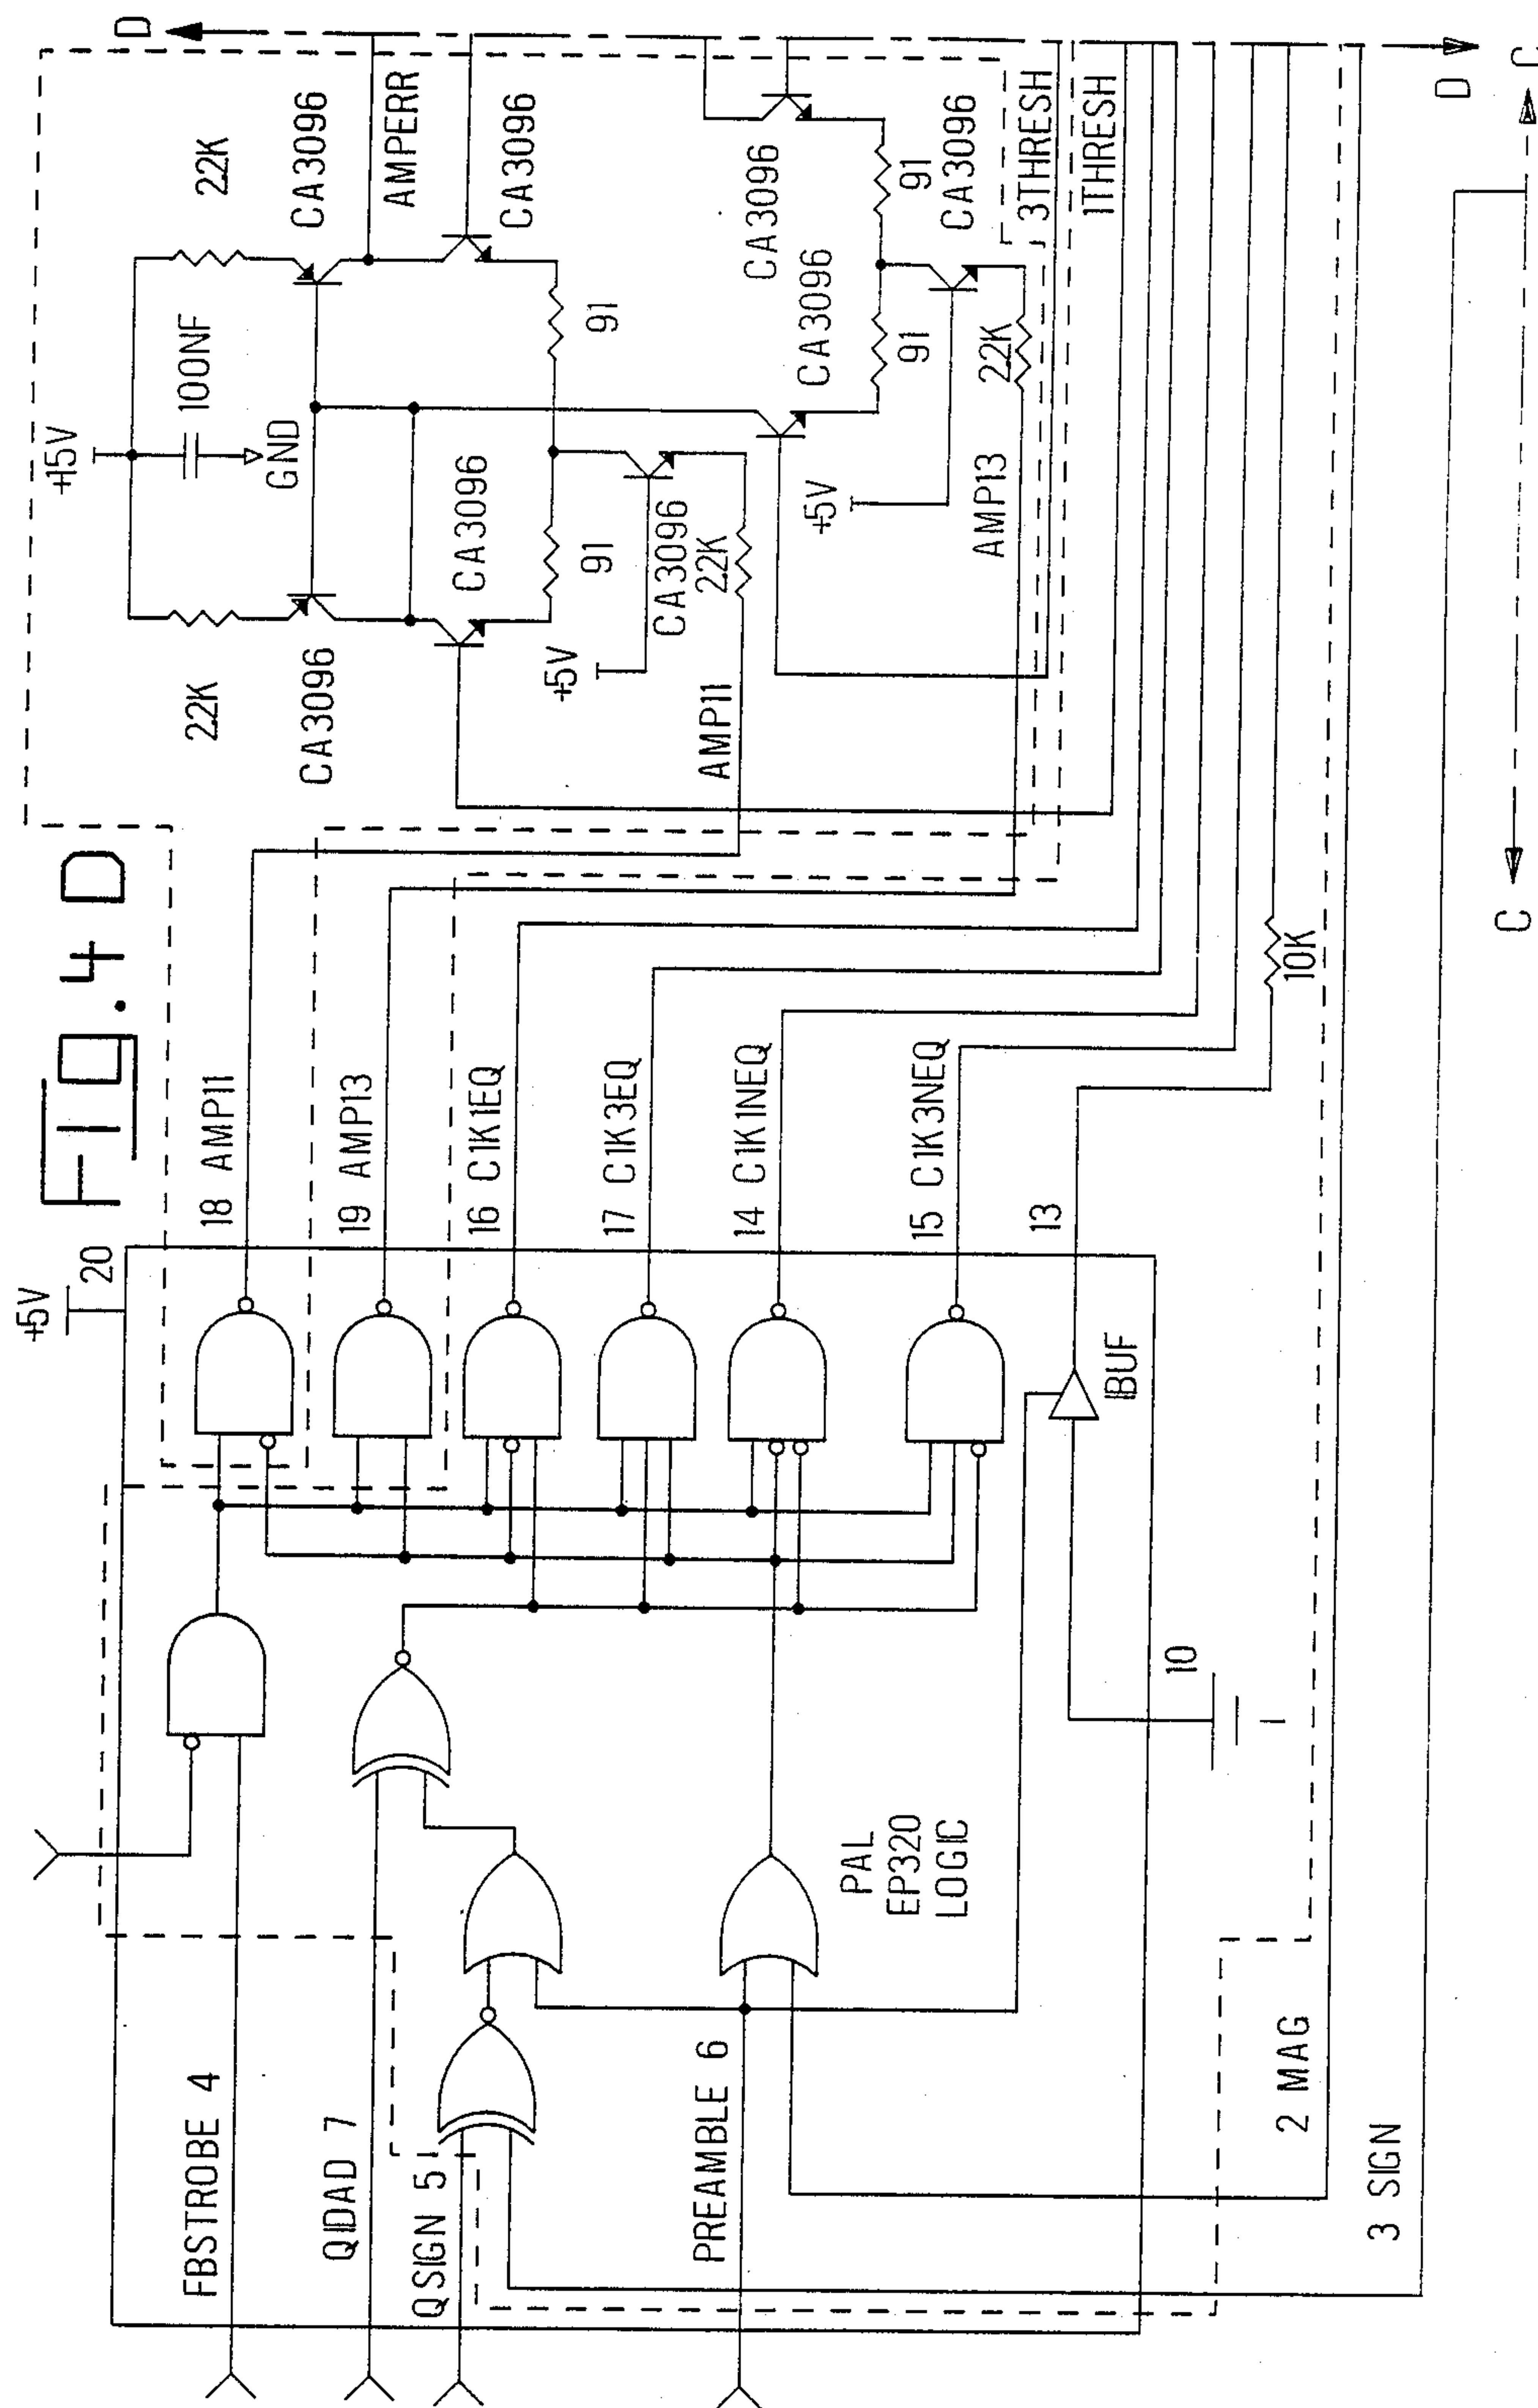 FIG. 4 D
D
+15V
22K
100NF
GND
22K
CA3096
CA3096
AMPERR
CA3096
CA3096
91
91
+5V
CA3096
22K
AMP11
CA3096
CA3096
91
91
CA3096
+5V
22K
AMP13
3THRESH
1THRESH
+5V
20
18 AMP11
19 AMP13
16 C1K1EQ
17 C1K3EQ
14 C1K1NEQ
15 C1K3NEQ
13
IBUF
10K
10
PAL
EP320
LOGIC
FBSTROBE 4
QIDAD 7
QSIGN 5
PREAMBLE 6
2 MAG
3 SIGN
D
C
C